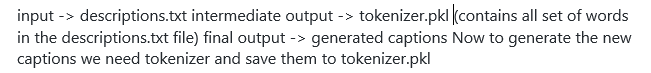 input -> descriptions.txt intermediate output -> tokenizer.pkl (contains all set of words
in the descriptions.txt file) final output -> generated captions Now to generate the new
captions we need tokenizer and save them to tokenizer.pkl